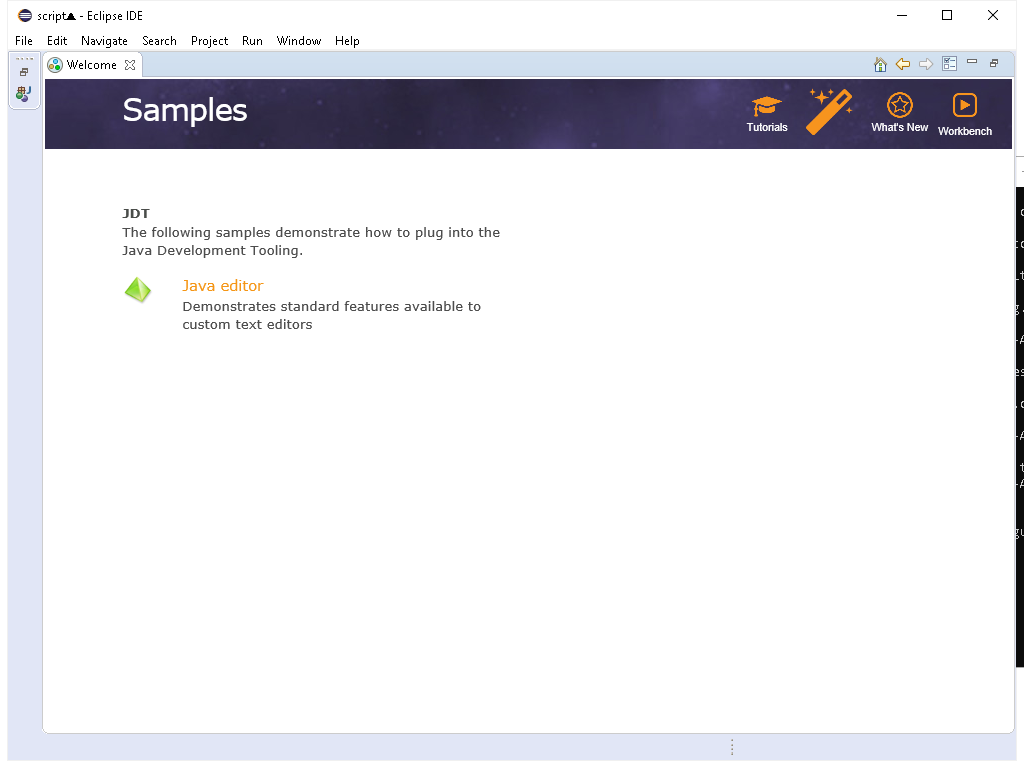 script▲ - Eclipse IDE
File Edit Navigate Search Project Run Window Help
Welcome
Samples
Tutorials
What's New
Workbench
JDT
The following samples demonstrate how to plug into the
Java Development Tooling.
Java editor
Demonstrates standard features available to
custom text editors